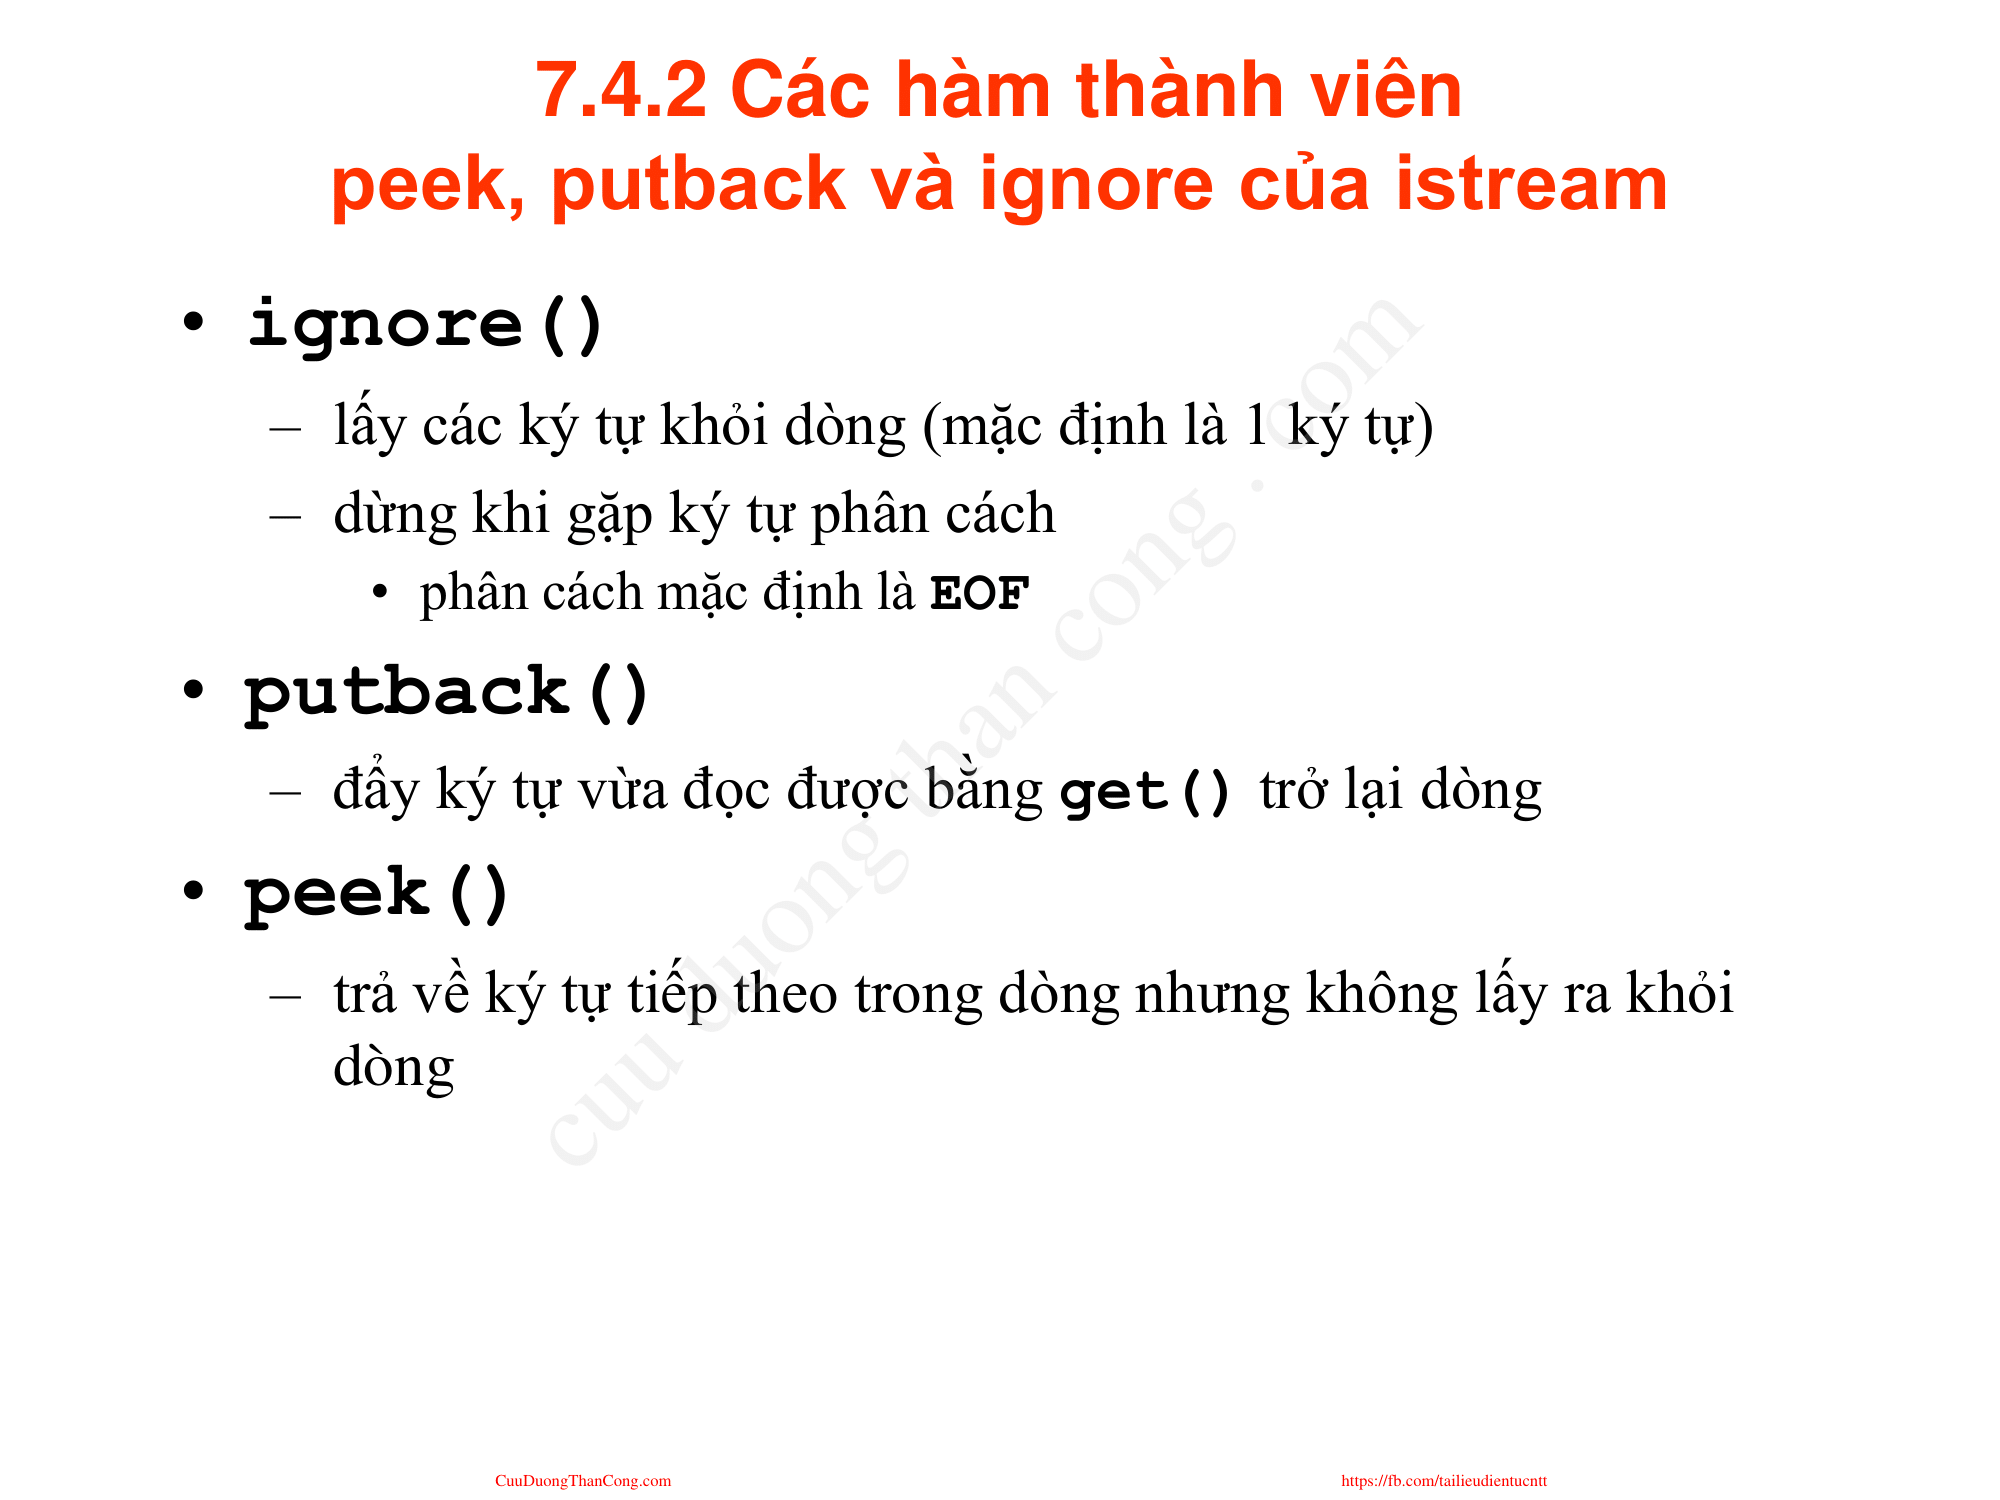 7.4.2 Các hàm thành viên
peek, putback và ignore của istream
• ignore()
– lấy các ký tự khỏi dòng (mặc định là 1 ký tự)
– dừng khi gặp ký tự phân cách
• phân cách mặc định là EOF
• putback()
– đẩy ký tự vừa đọc được bằng get() trở lại dòng
• peek()
– trả về ký tự tiếp theo trong dòng nhưng không lấy ra khỏi
dòng
cuu duong than cong . com
CuuDuongThanCong.com
https://fb.com/tailieudientucntt